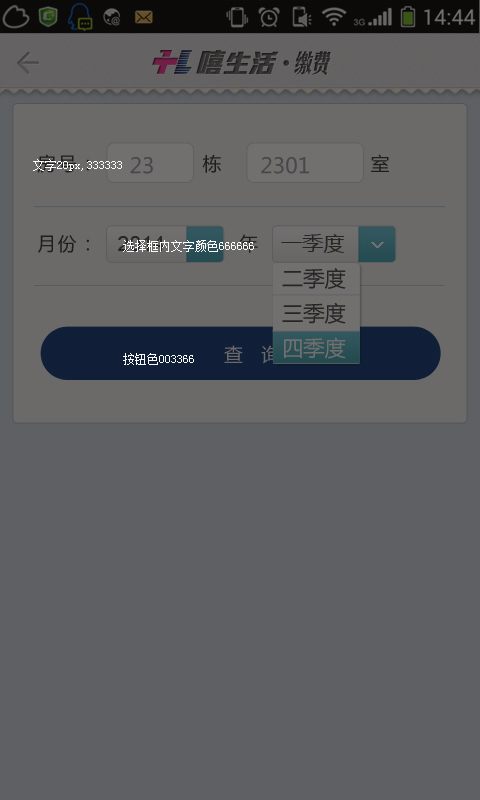 3G 14:44
嘻生活·缴费
房号： 23 栋 2301 室
文字20px, 333333
月份： 2014 年 一季度
选择框内文字颜色666666
二季度
三季度
四季度
查 询
按钮色003366